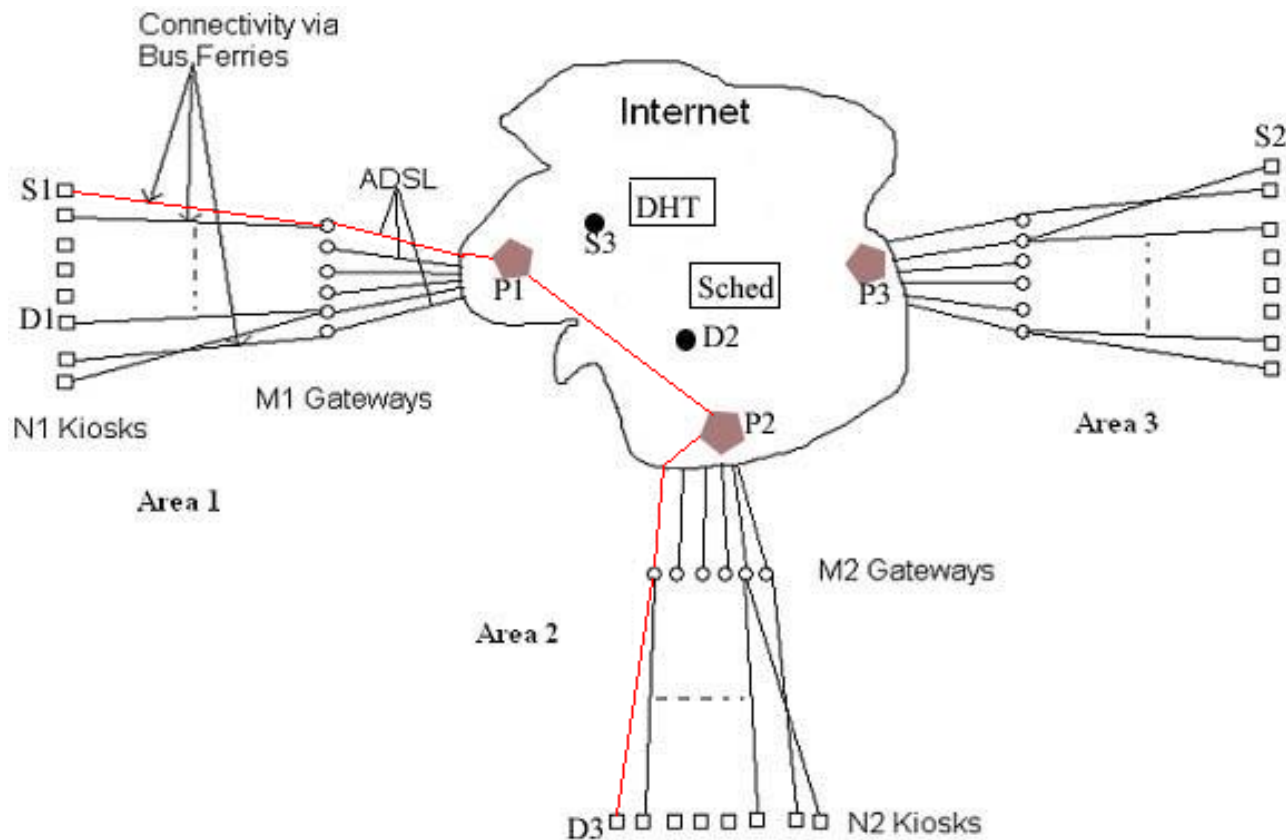 Connectivity via
Bus Ferries
Internet
S2
ADSL
S1
DHT
S3
P1
Sched
P3
D1
D2
M1 Gateways
P2
N1 Kiosks
Area 3
Area 1
M2 Gateways
Area 2
D3
N2 Kiosks